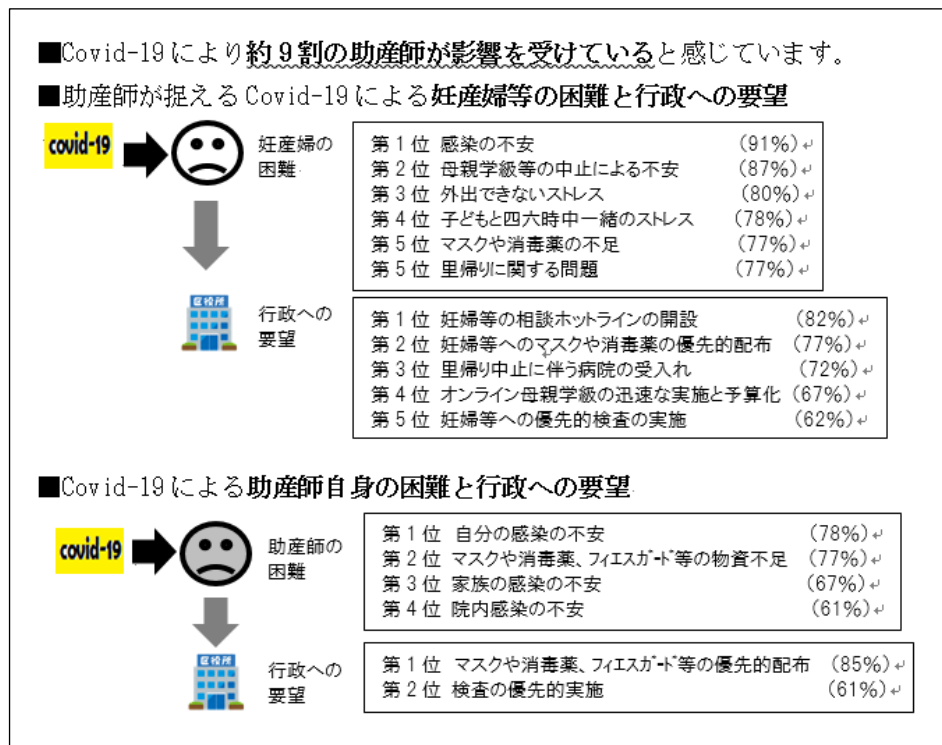 ■Covid-19により約９割の助産師が影響を受けていると感じています。
■助産師が捉えるCovid-19による妊産婦等の困難と行政への要望
covid-19
妊産婦の
困難
第１位 感染の不安 (91%)↵
第２位 母親学級等の中止による不安 (87%)↵
第３位 外出できないストレス (80%)↵
第４位 子どもと四六時中一緒のストレス (78%)↵
第５位 マスクや消毒薬の不足 (77%)↵
第５位 里帰りに関する問題 (77%)↵
区役所
行政への
要望
第１位 妊婦等の相談ホットラインの開設 (82%)↵
第２位 妊婦等へのマスクや消毒薬の優先的配布 (77%)↵
第３位 里帰り中止に伴う病院の受入れ (72%)↵
第４位 オンライン母親学級の迅速な実施と予算化 (67%)↵
第５位 妊婦等への優先的検査の実施 (62%)↵
■Covid-19による助産師自身の困難と行政への要望
covid-19
助産師の
困難
第１位 自分の感染の不安 (78%)↵
第２位 マスクや消毒薬、フィエスガード等の物資不足 (77%)↵
第３位 家族の感染の不安 (67%)↵
第４位 院内感染の不安 (61%)↵
区役所
行政への
要望
第１位 マスクや消毒薬、フィエスガード等の優先的配布 (85%)↵
第２位 検査の優先的実施 (61%)↵